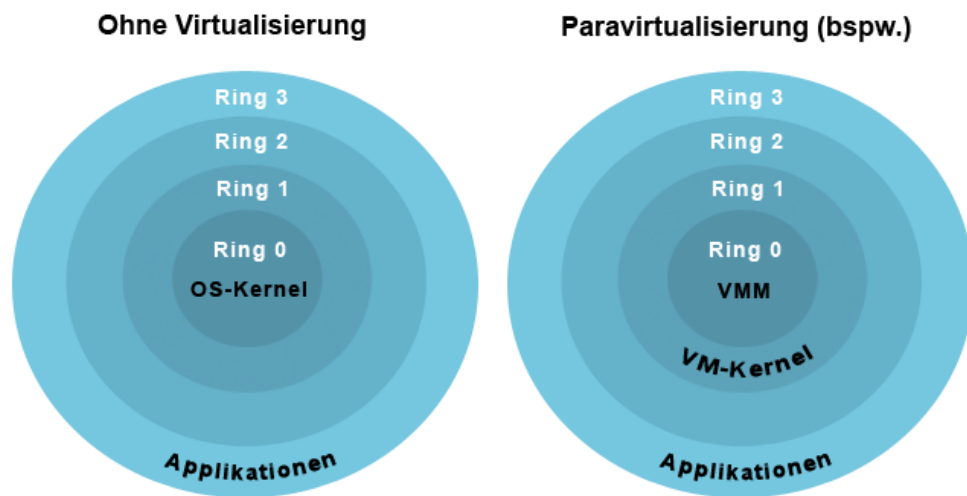 Ohne Virtualisierung
Ring 3
Ring 2
Ring 1
Ring 0
OS-Kernel
Applikationen
Paravirtualisierung (bspw.)
Ring 3
Ring 2
Ring 1
Ring 0
VMM
VM-Kernel
Applikationen